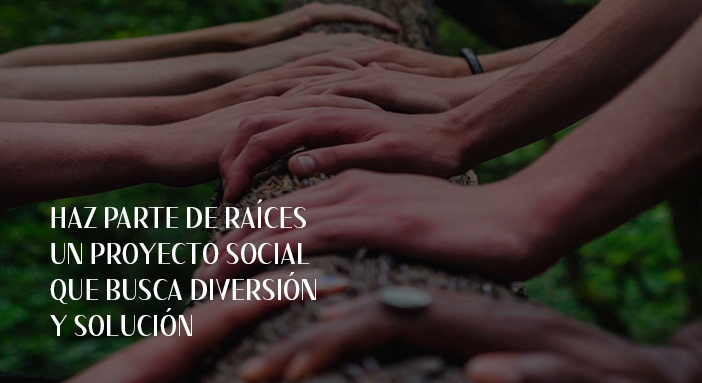 HAZ PARTE DE RAÍCES
UN PROYECTO SOCIAL
QUE BUSCA DIVERSIÓN
Y SOLUCIÓN